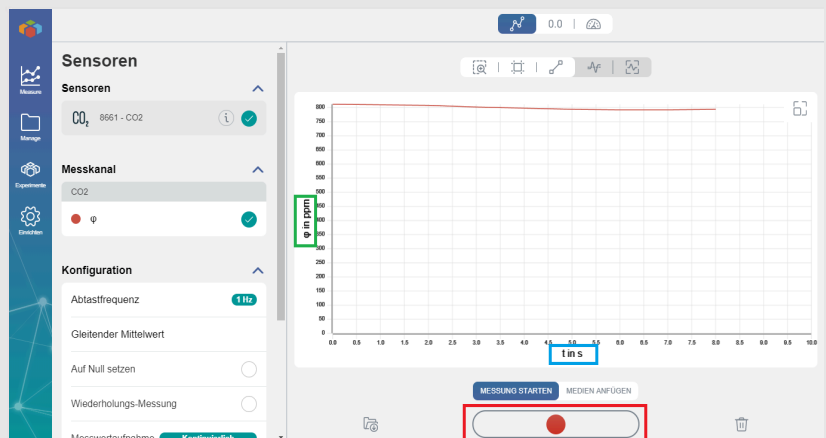 0.0
Measure
Manage
Experimente
Einrichten
Sensoren
Sensoren
CO2 8661 - CO2 i
Messkanal
CO2
φ
Konfiguration
Abtastfrequenz 1 Hz
Gleitender Mittelwert
Auf Null setzen
Wiederholungs-Messung
Messwertaufnahme Kontinuierlich
φ in ppm
800
750
700
650
600
550
500
450
400
350
300
250
200
150
100
50
0
0.0 0.5 1.0 1.5 2.0 2.5 3.0 3.5 4.0 4.5 5.0 5.5 6.0 6.5 7.0 7.5 8.0 8.5 9.0 9.5 10.0
t in s
MESSUNG STARTEN MEDIEN ANFÜGEN